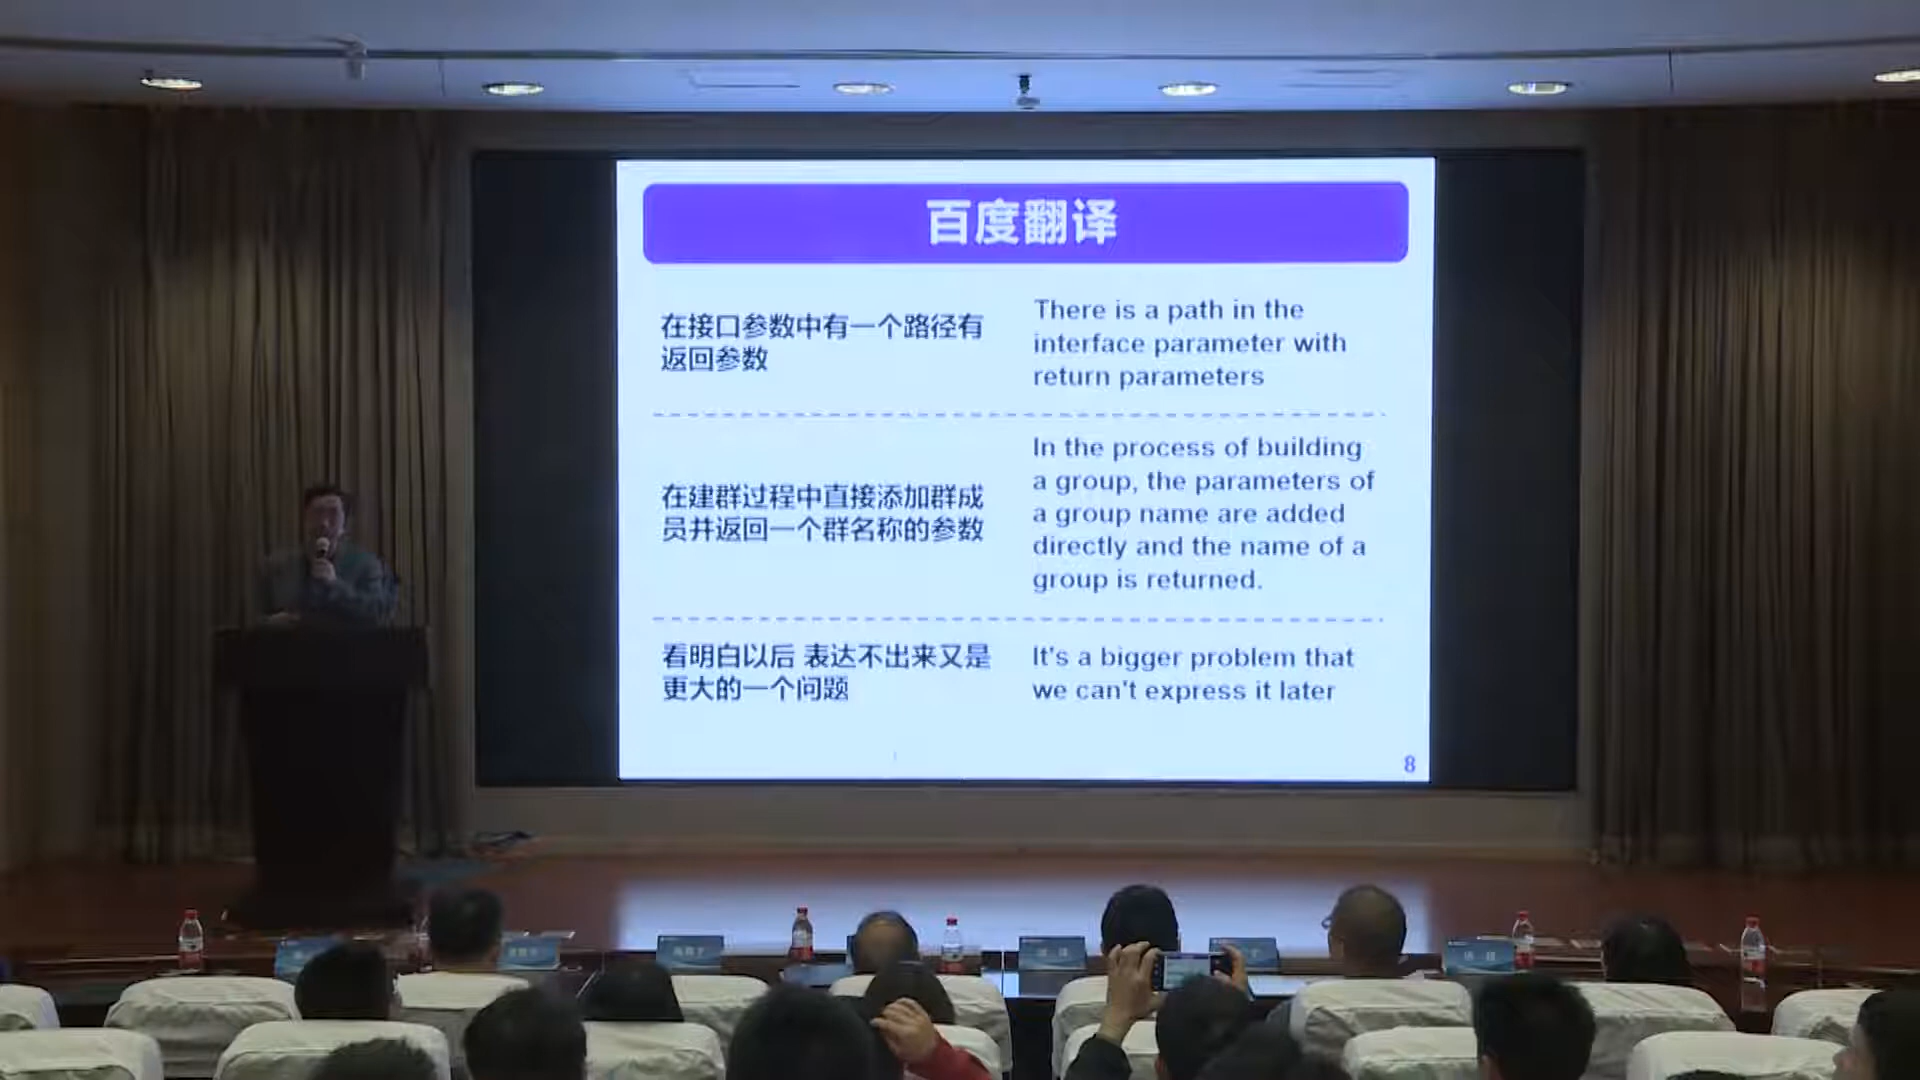 百度翻译
在接口参数中有一个路径有
返回参数
There is a path in the
interface parameter with
return parameters
在建群过程中直接添加群成
员并返回一个群名称的参数
In the process of building
a group, the parameters of
a group name are added
directly and the name of a
group is returned.
看明白以后 表达不出来又是
更大的一个问题
It's a bigger problem that
we can't express it later
8